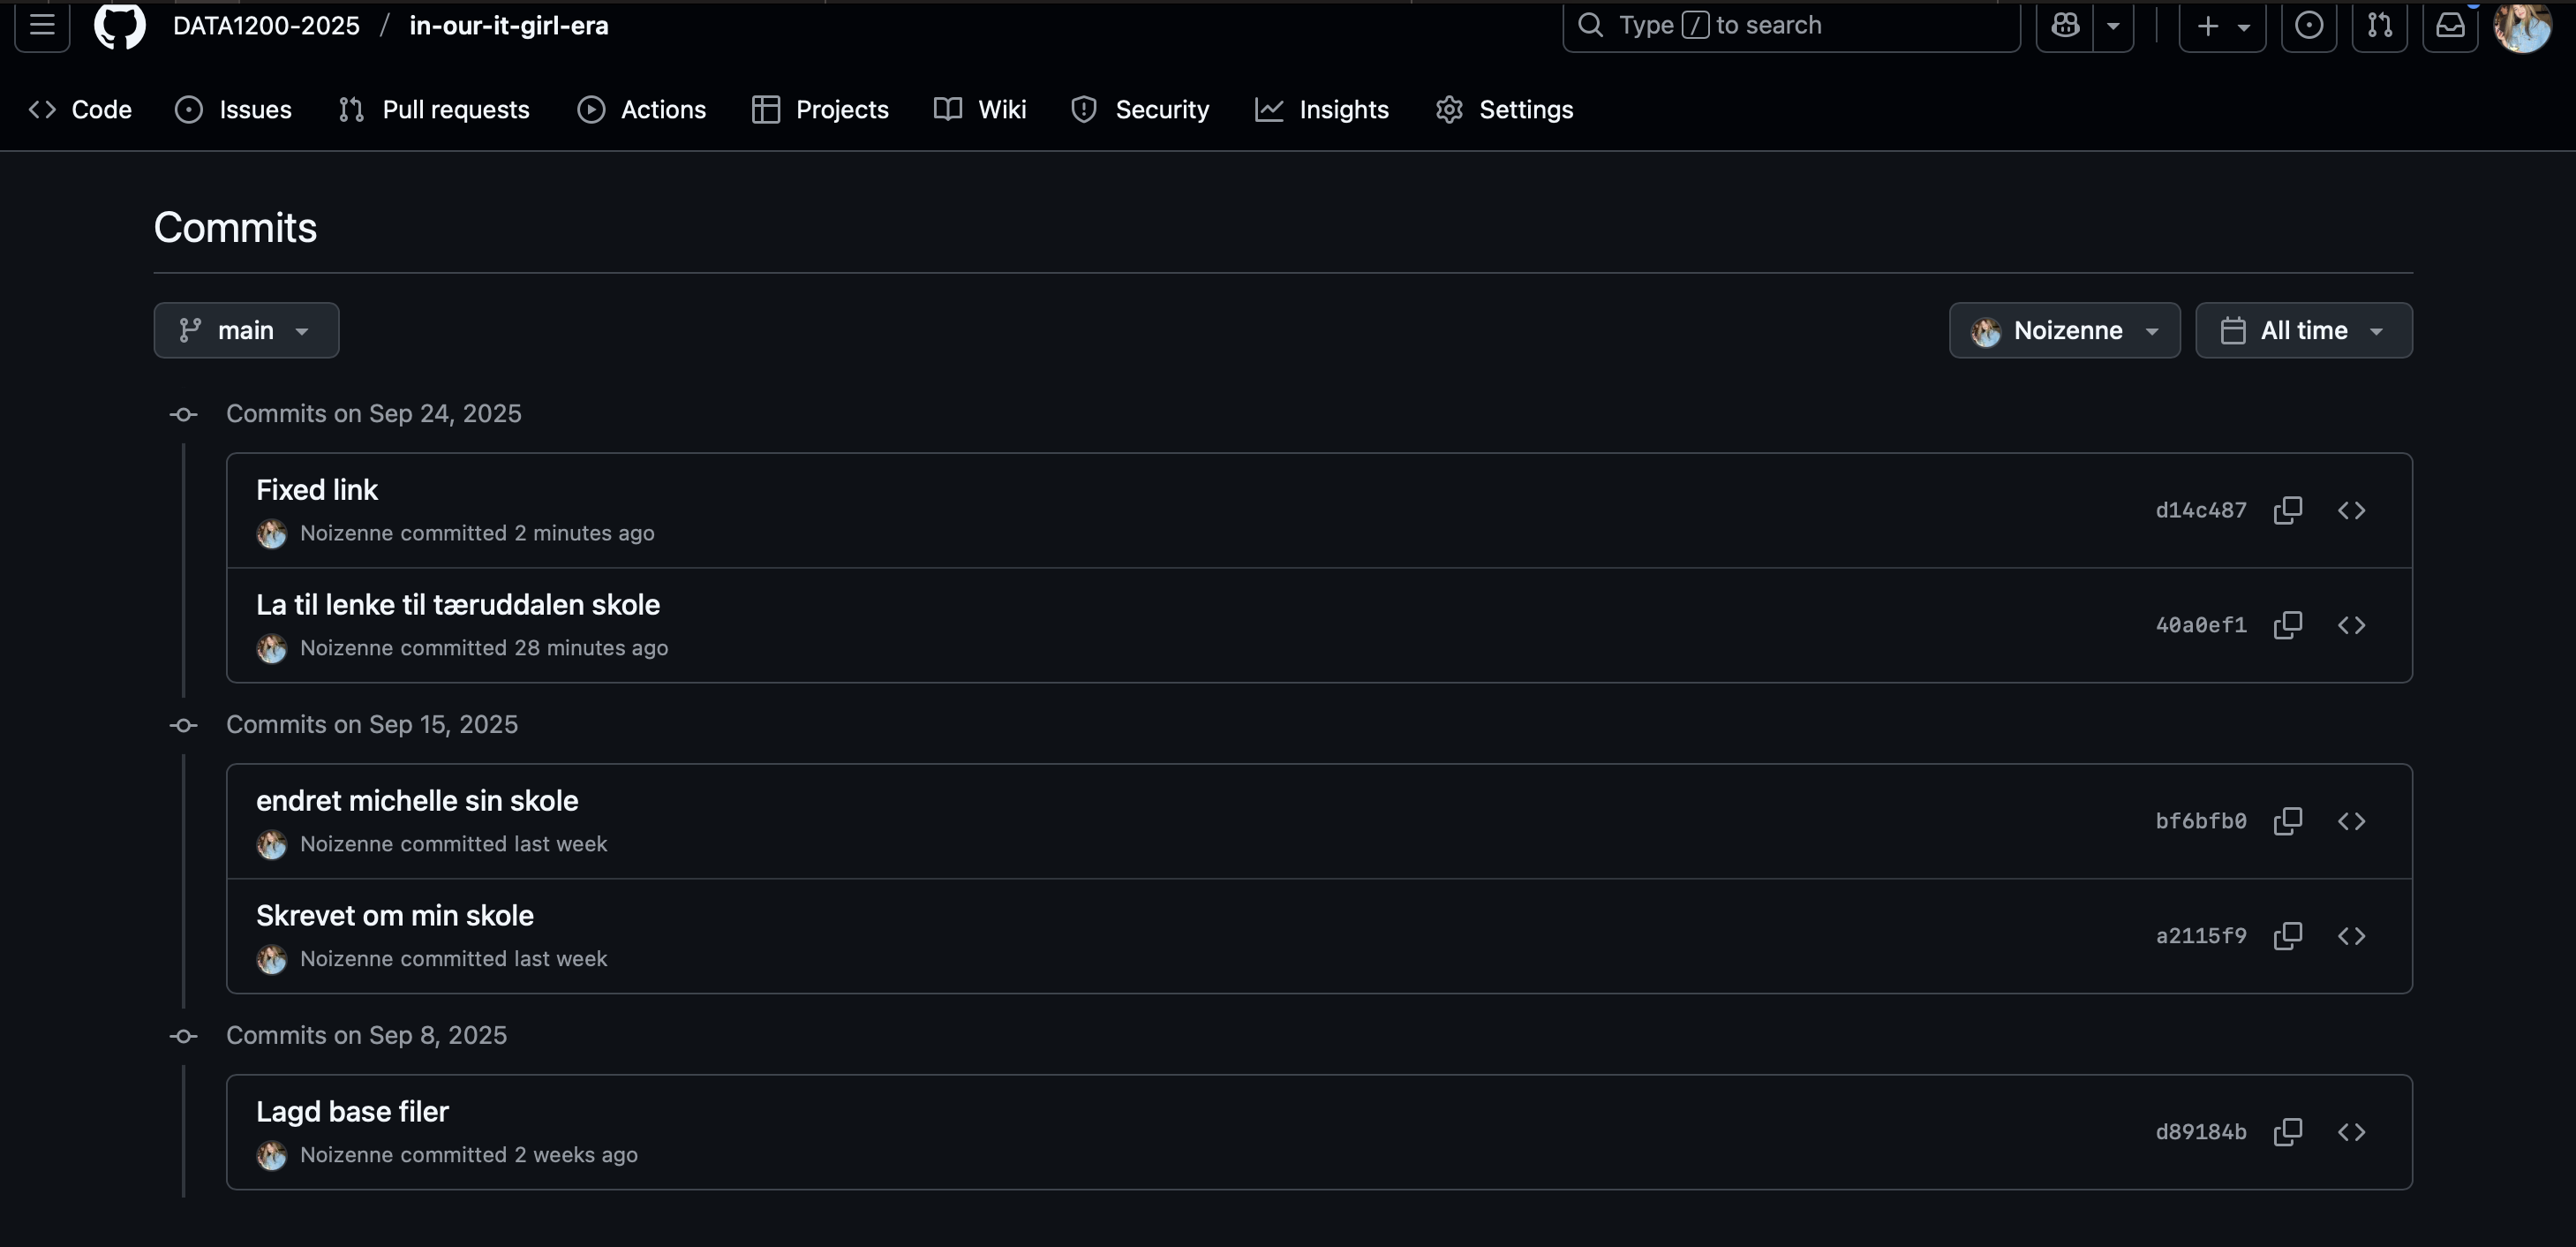 DATA1200-2025 / in-our-it-girl-era
Type / to search
Code Issues Pull requests Actions Projects Wiki Security Insights Settings
Commits
main Noizenne All time
Commits on Sep 24, 2025
Fixed link
d14c487
Noizenne committed 2 minutes ago
La til lenke til tæruddalen skole
40a0ef1
Noizenne committed 28 minutes ago
Commits on Sep 15, 2025
endret michelle sin skole
bf6bfb0
Noizenne committed last week
Skrevet om min skole
a2115f9
Noizenne committed last week
Commits on Sep 8, 2025
Lagd base filer
d89184b
Noizenne committed 2 weeks ago